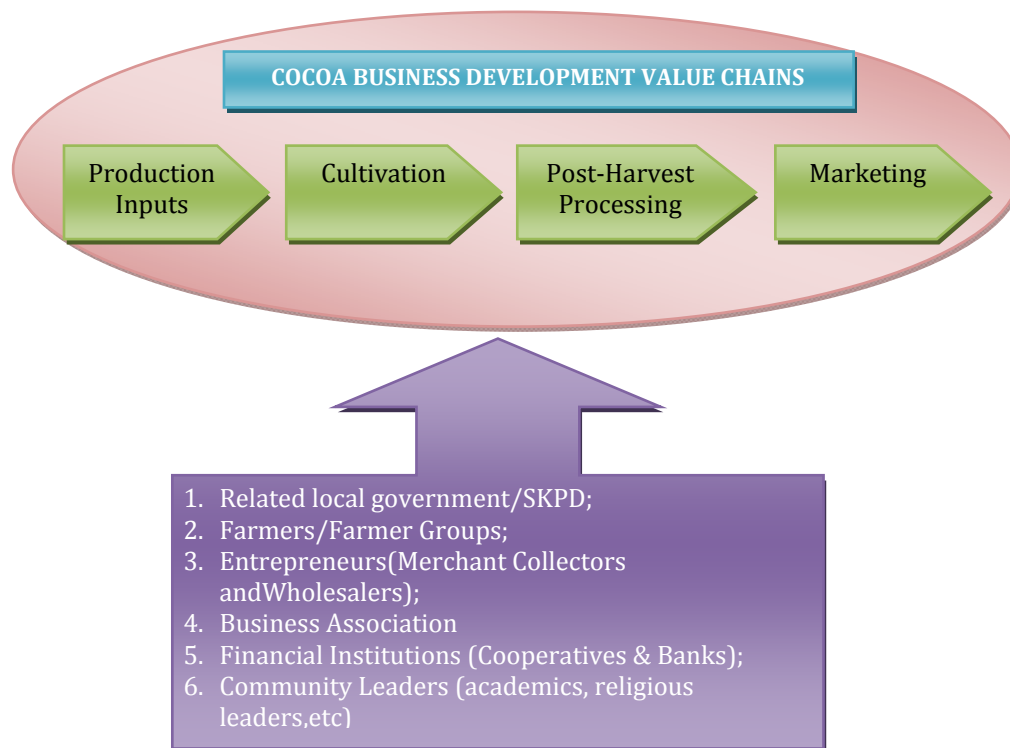 COCOA BUSINESS DEVELOPMENT VALUE CHAINS
Production
Inputs
Cultivation
Post-Harvest
Processing
Marketing
1. Related local government/SKPD;
2. Farmers/Farmer Groups;
3. Entrepreneurs(Merchant Collectors
andWholesalers);
4. Business Association
5. Financial Institutions (Cooperatives & Banks);
6. Community Leaders (academics, religious
leaders,etc)